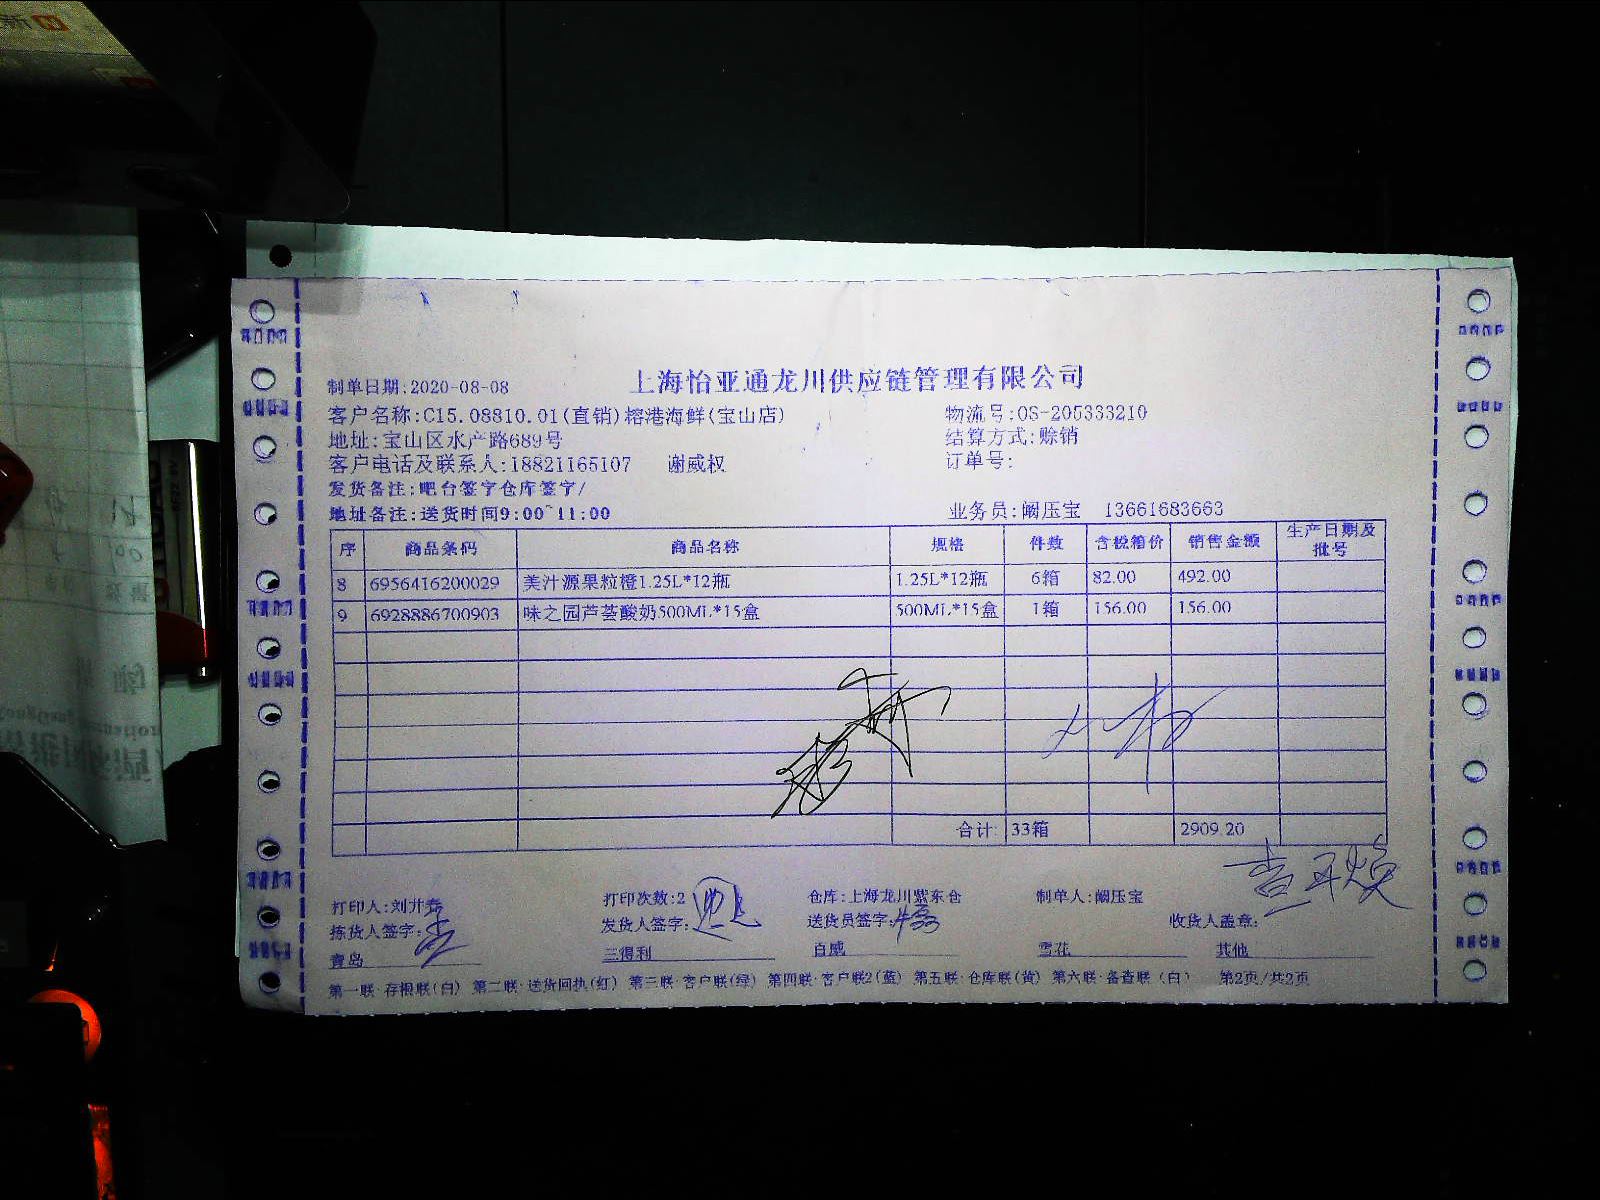 上海怡亚通龙川供应链管理有限公司
制单日期:2020-08-08
客户名称:C15.08810.01(直销)榕港海鲜(宝山店) 物流号:OS-205333210
地址:宝山区水产路689号 结算方式:赊销
客户电话及联系人:18821165107 谢威权 订单号:
发货备注:吧台签字仓库签字/
地址备注:送货时间9:00~11:00 业务员:阚压宝 13661683663
序 商品条码 商品名称 规格 件数 含税箱价 销售金额 生产日期及批号
8 6956416200029 美汁源果粒橙1.25L*12瓶 1.25L*12瓶 6箱 82.00 492.00
9 6928886700903 味之园芦荟酸奶500ML*15盒 500ML*15盒 1箱 156.00 156.00
合计: 33箱 2909.20
打印人:刘开春 打印次数:2 仓库:上海龙川紫东仓 制单人:阚压宝
拣货人签字: 发货人签字: 送货员签字: 收货人盖章:
青岛 三得利 百威 雪花 其他
第一联·存根联(白) 第二联·送货回执(红) 第三联·客户联(绿) 第四联·客户联2(蓝) 第五联·仓库联(黄) 第六联·备查联(白) 第2页/共2页